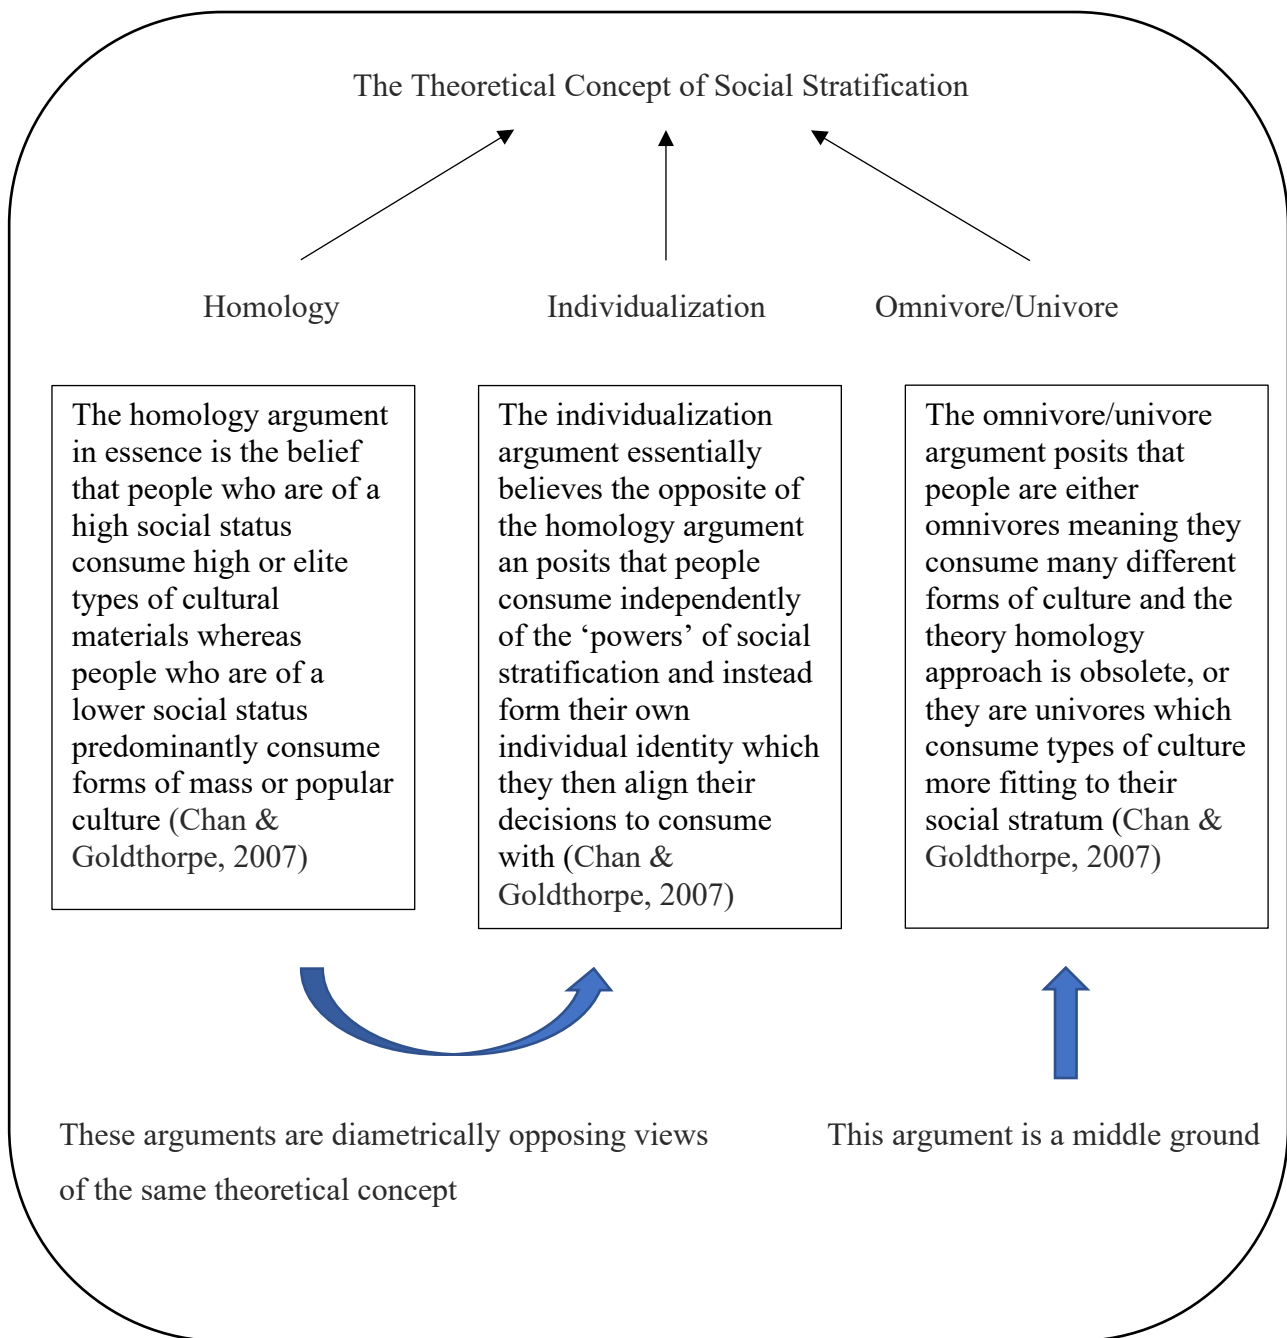 The Theoretical Concept of Social Stratification
Homology
Individualization
Omnivore/Univore
The homology argument
in essence is the belief
that people who are of a
high social status
consume high or elite
types of cultural
materials whereas
people who are of a
lower social status
predominantly consume
forms of mass or popular
culture (Chan &
Goldthorpe, 2007)
The individualization
argument essentially
believes the opposite of
the homology argument
an posits that people
consume independently
of the ‘powers’ of social
stratification and instead
form their own
individual identity which
they then align their
decisions to consume
with (Chan &
Goldthorpe, 2007)
The omnivore/univore
argument posits that
people are either
omnivores meaning they
consume many different
forms of culture and the
theory homology
approach is obsolete, or
they are univores which
consume types of culture
more fitting to their
social stratum (Chan &
Goldthorpe, 2007)
These arguments are diametrically opposing views
of the same theoretical concept
This argument is a middle ground